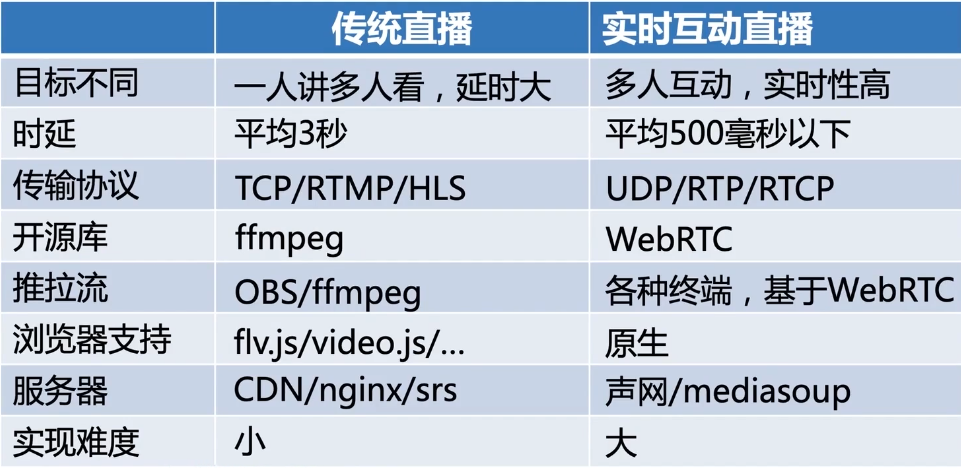 传统直播 实时互动直播
目标不同 一人讲多人看，延时大 多人互动，实时性高
时延 平均3秒 平均500毫秒以下
传输协议 TCP/RTMP/HLS UDP/RTP/RTCP
开源库 ffmpeg WebRTC
推拉流 OBS/ffmpeg 各种终端，基于WebRTC
浏览器支持 flv.js/video.js/... 原生
服务器 CDN/nginx/srs 声网/mediasoup
实现难度 小 大